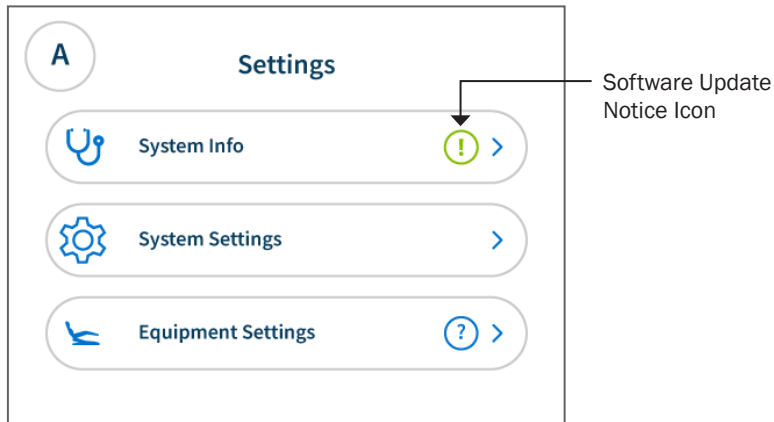 A
Settings
Software Update
Notice Icon
System Info
!
System Settings
Equipment Settings
?